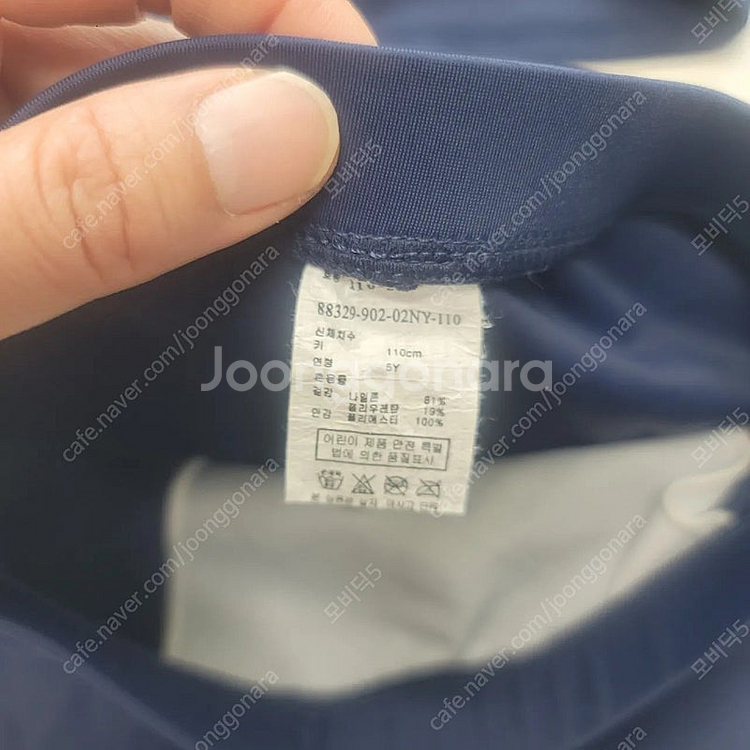 88329-902-02NY-110
신체치수
키 110cm
연령 5Y
혼용률
겉감 나일론 81%
폴리우레탄 19%
안감 폴리에스터 100%
어린이 제품 안전 특별
법에 의한 품질표시
Joonggonara
cafe.naver.com/joonggonara
모비딕5